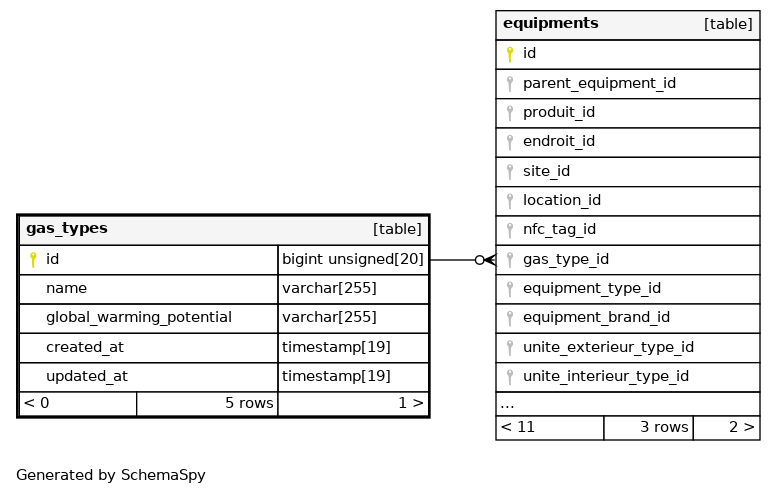 equipments [table]
id
parent_equipment_id
produit_id
endroit_id
site_id
location_id
nfc_tag_id
gas_type_id
equipment_type_id
equipment_brand_id
unite_exterieur_type_id
unite_interieur_type_id
...
< 11 3 rows 2 >
gas_types [table]
id bigint unsigned[20]
name varchar[255]
global_warming_potential varchar[255]
created_at timestamp[19]
updated_at timestamp[19]
< 0 5 rows 1 >
Generated by SchemaSpy